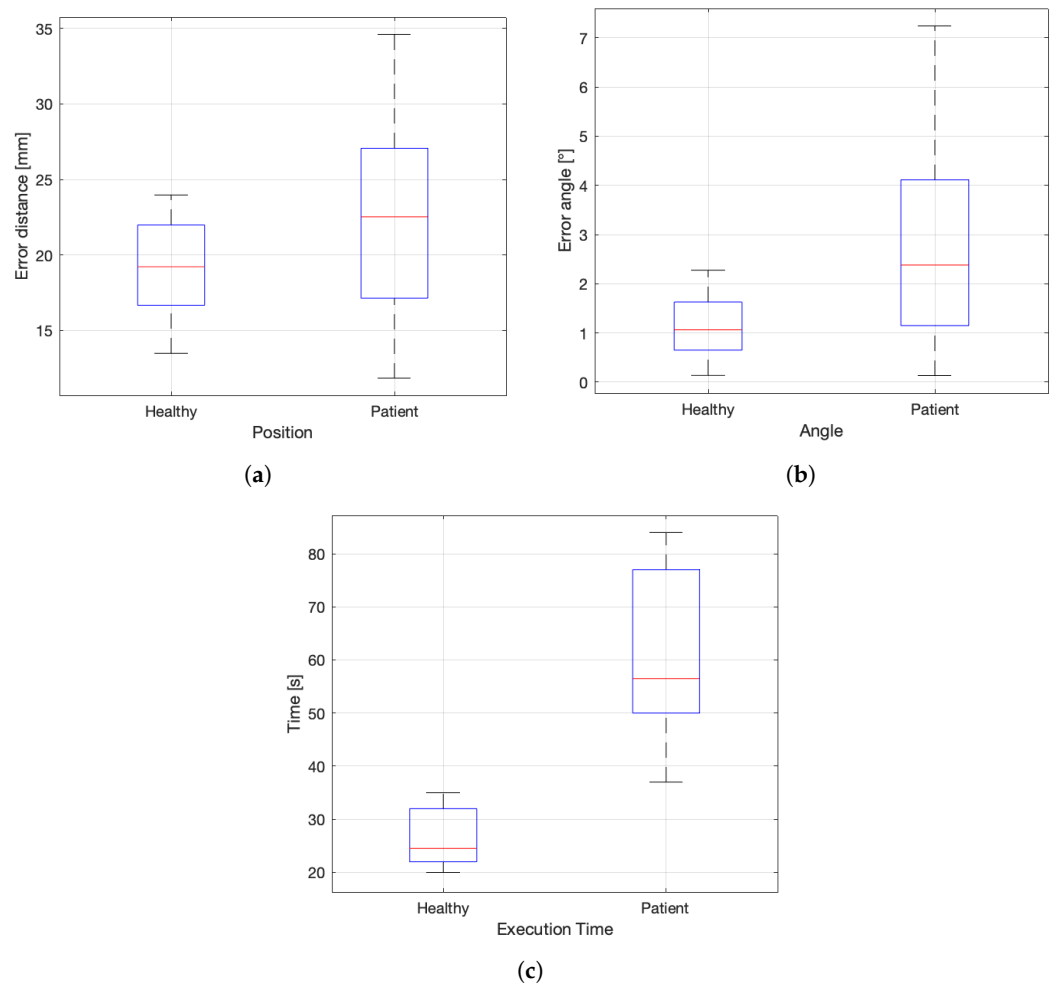 35
30
25
20
15
Error distance [mm]
Healthy
Patient
Position
(a)
7
6
5
4
3
2
1
0
Error angle [°]
Healthy
Patient
Angle
(b)
80
70
60
50
40
30
20
Time [s]
Healthy
Patient
Execution Time
(c)